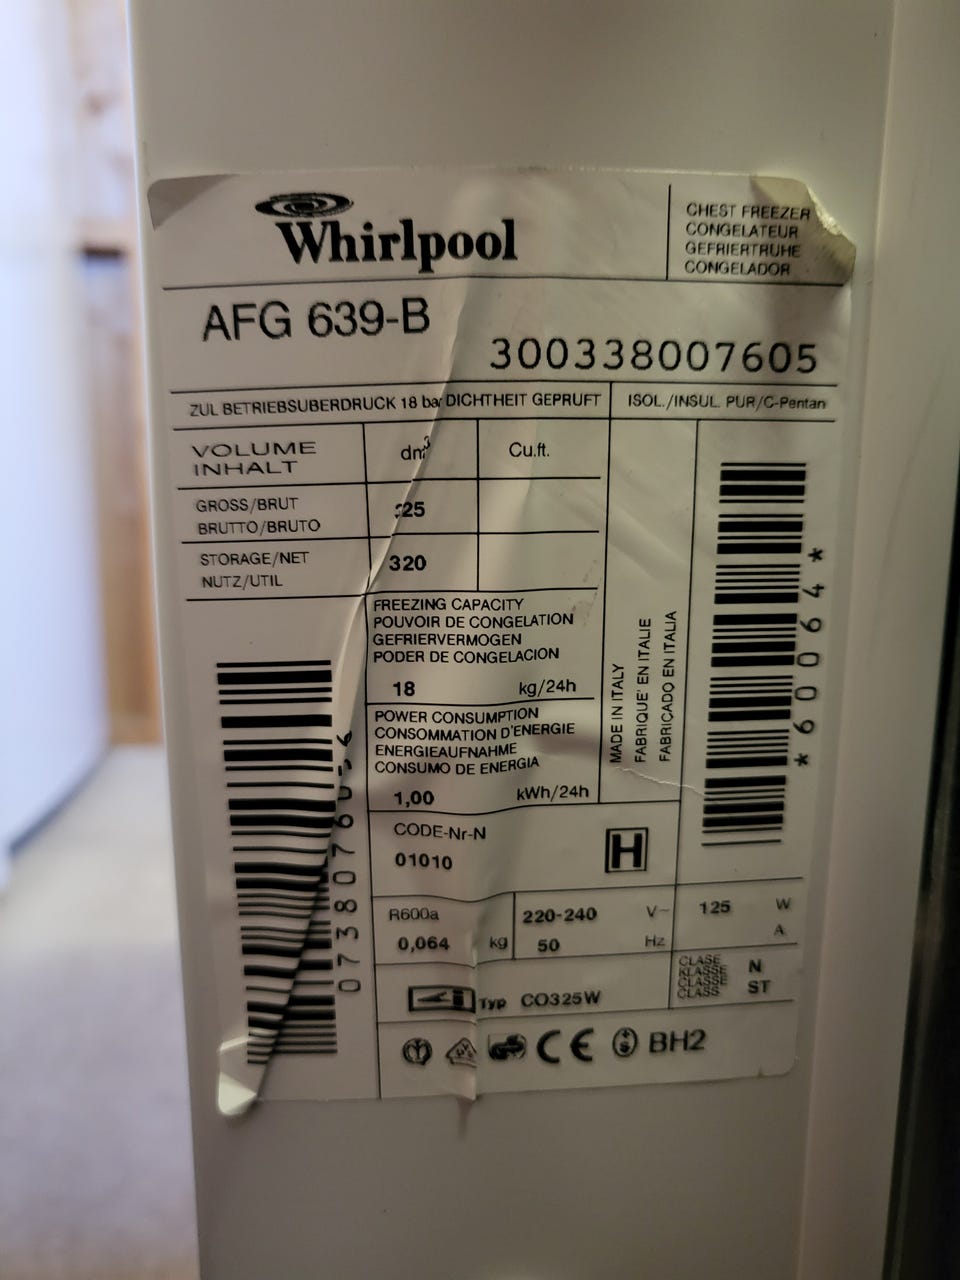 Whirlpool
CHEST FREEZER
CONGELATEUR
GEFRIERTRUHE
CONGELADOR
AFG 639-B
300338007605
ZUL BETRIEBSUBERDRUCK 18 bar DICHTHEIT GEPRUFT
ISOL./INSUL. PUR/C-Pentan
VOLUME
INHALT
dm³
Cu.ft.
GROSS/BRUT
BRUTTO/BRUTO
STORAGE/NET
NUTZ/UTIL
320
FREEZING CAPACITY
POUVOIR DE CONGELATION
GEFRIERVERMOGEN
PODER DE CONGELACION
18 kg/24h
POWER CONSUMPTION
CONSOMMATION D'ENERGIE
ENERGIEAUFNAHME
CONSUMO DE ENERGIA
1,00 kWh/24h
MADE IN ITALY
FABRIQUE' EN ITALIE
FABRICADO EN ITALIA
*60064*
CODE-Nr-N
01010
H
R600a
0,064 kg
220-240 V~
50 Hz
125 W
A
Typ CO325W
CLASE
KLASSE
CLASSE
CLASS
N
ST
CE
BH2